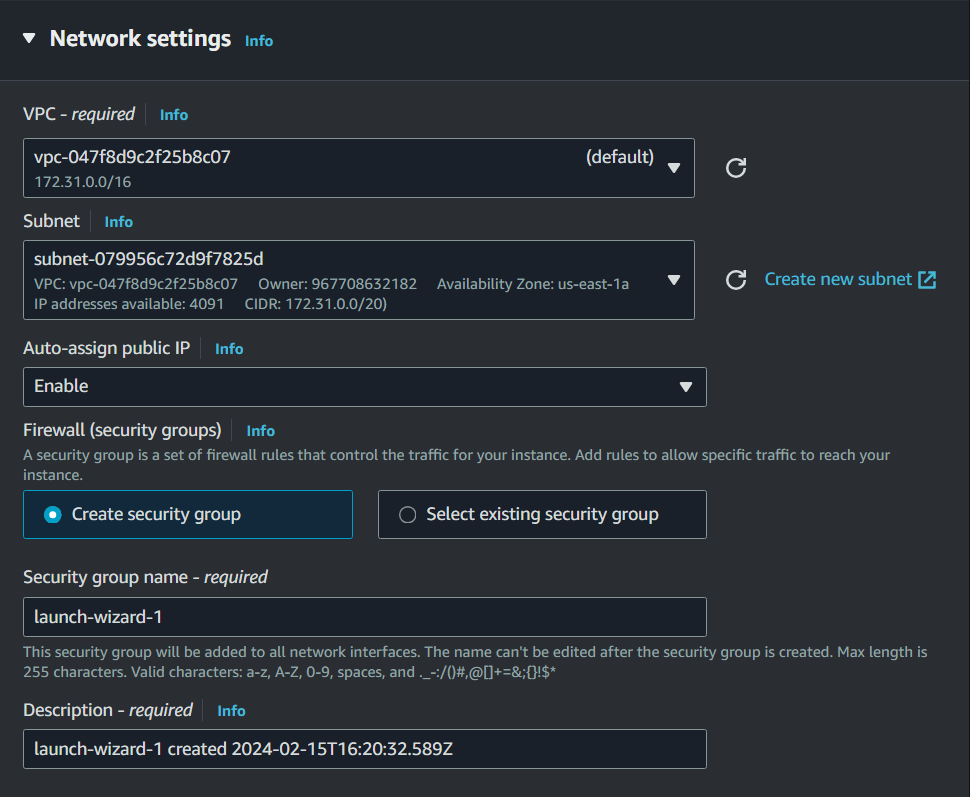 Network settings Info
VPC - required Info
vpc-047f8d9c2f25b8c07 (default)
172.31.0.0/16
Subnet Info
subnet-079956c72d9f7825d
VPC: vpc-047f8d9c2f25b8c07 Owner: 967708632182 Availability Zone: us-east-1a
IP addresses available: 4091 CIDR: 172.31.0.0/20)
Create new subnet
Auto-assign public IP Info
Enable
Firewall (security groups) Info
A security group is a set of firewall rules that control the traffic for your instance. Add rules to allow specific traffic to reach your
instance.
Create security group Select existing security group
Security group name - required
launch-wizard-1
This security group will be added to all network interfaces. The name can't be edited after the security group is created. Max length is
255 characters. Valid characters: a-z, A-Z, 0-9, spaces, and ._-:/()#,@[]+=&;{}!$*
Description - required Info
launch-wizard-1 created 2024-02-15T16:20:32.589Z